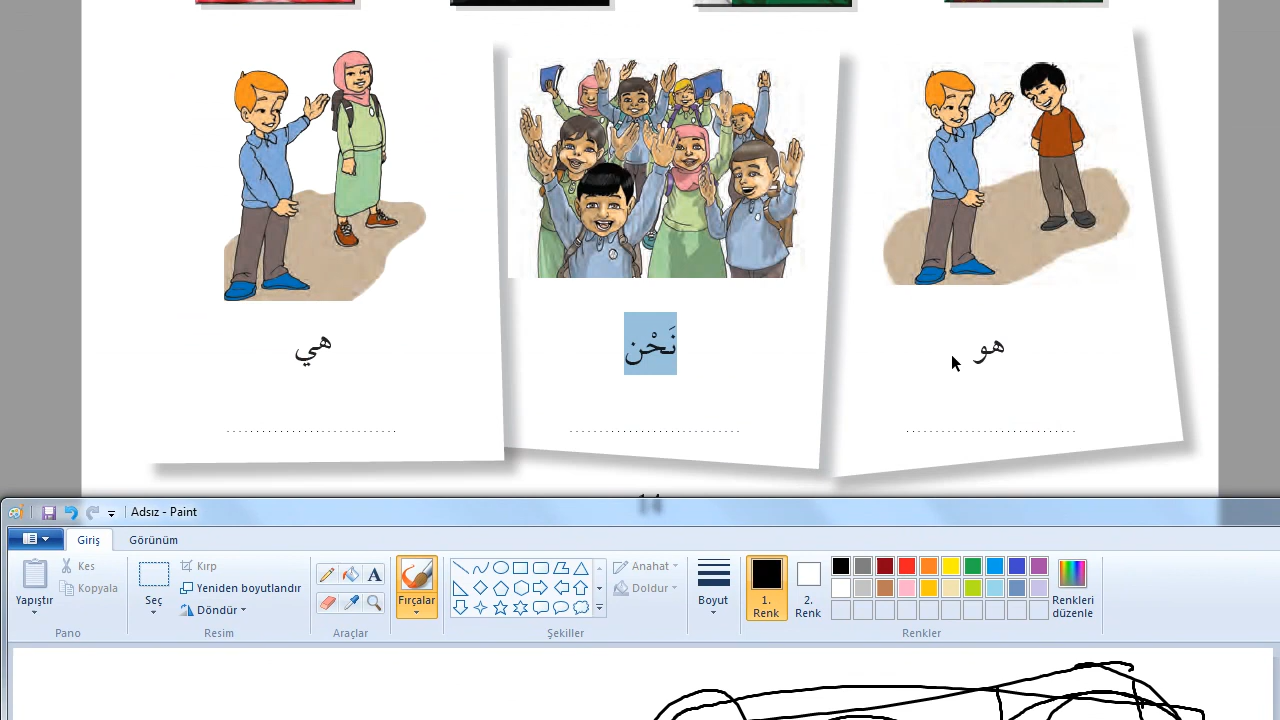 هو
نَحْن
هي
14
Adsız - Paint
Giriş
Görünüm
Yapıştır
Kes
Kopyala
Pano
Seç
Kırp
Yeniden boyutlandır
Döndür
Resim
A
Araçlar
Fırçalar
Şekiller
Anahat
Doldur
Boyut
1. Renk
2. Renk
Renkleri düzenle
Renkler